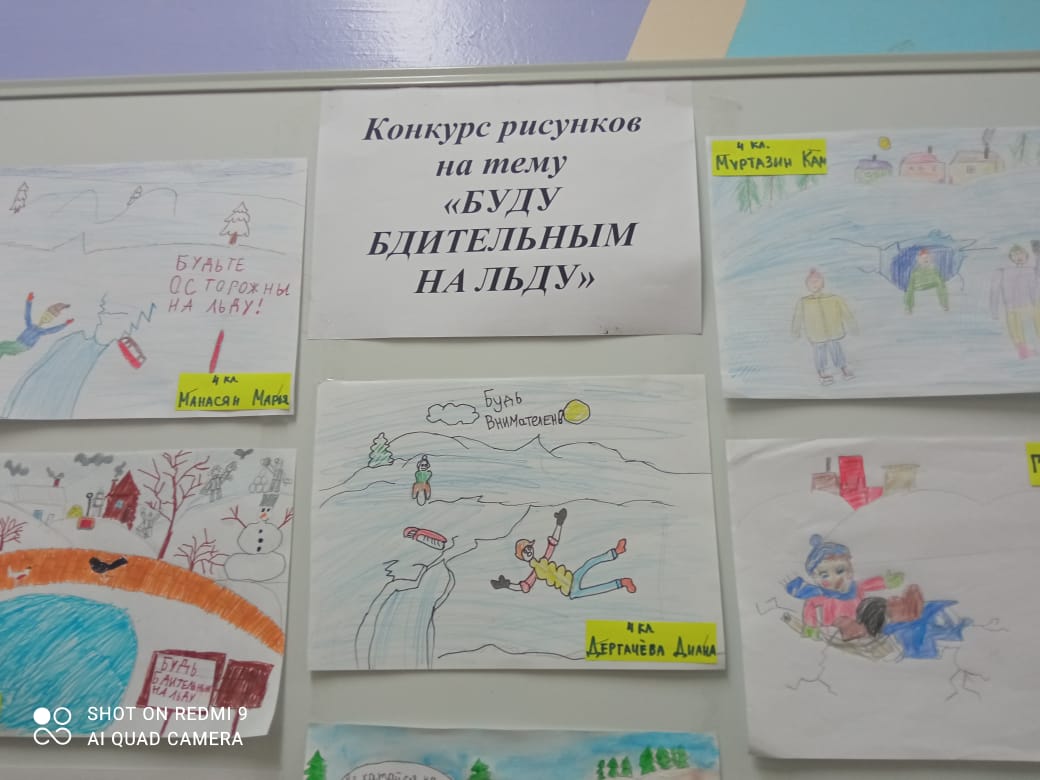 Конкурс рисунков
на тему
«БУДУ
БДИТЕЛЬНЫМ
НА ЛЬДУ»
4 кл.
Муртазин Кам
БУДЬТЕ
ОСТОРОЖНЫ
НА ЛЬДУ!
4 кл.
Манасян Мария
Будь
внимателен
4 кл.
Дергачёва Диана
БУДЬ
БДИТЕЛЬНЫМ
НА ЛЬДУ
SHOT ON REDMI 9
AI QUAD CAMERA